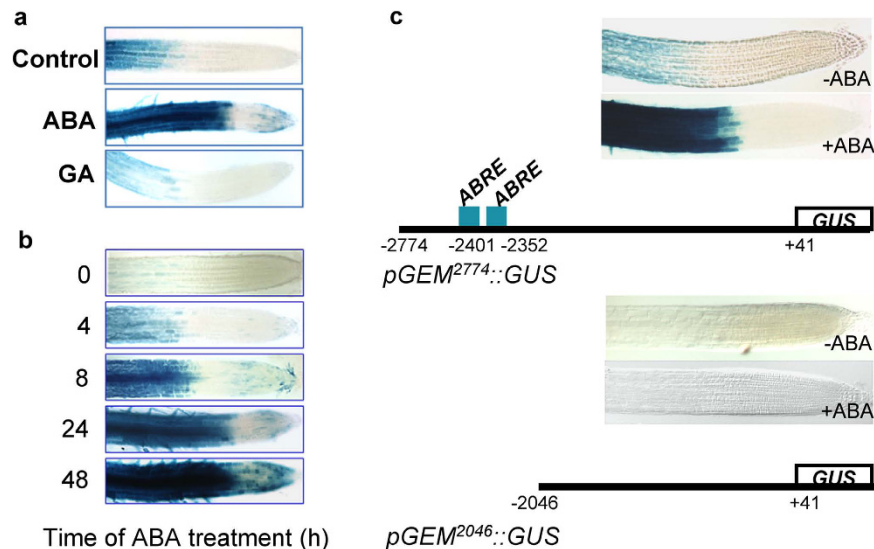 a
Control
ABA
GA
b
0
4
8
24
48
Time of ABA treatment (h)
c
-ABA
+ABA
ABRE
ABRE
GUS
-2774
-2401
-2352
+41
pGEM²⁷⁷⁴::GUS
-ABA
+ABA
GUS
-2046
+41
pGEM²⁰⁴⁶::GUS